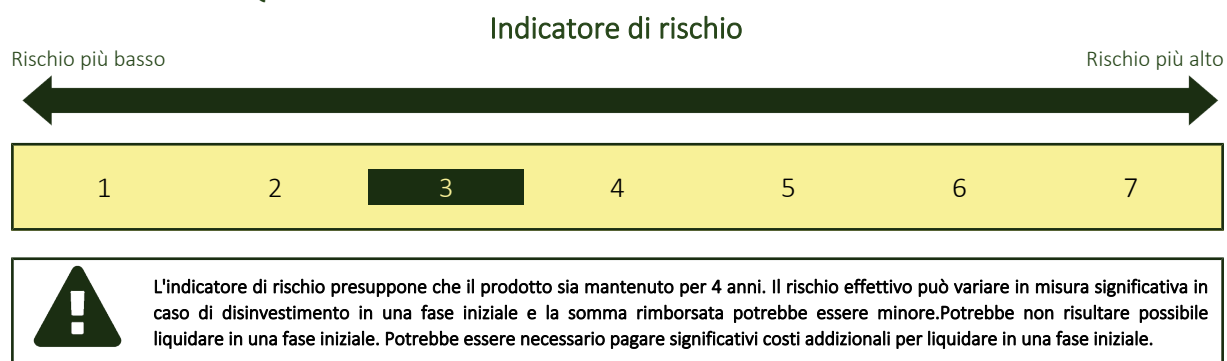 Indicatore di rischio
Rischio più basso
Rischio più alto
1 2 3 4 5 6 7
L'indicatore di rischio presuppone che il prodotto sia mantenuto per 4 anni. Il rischio effettivo può variare in misura significativa in
caso di disinvestimento in una fase iniziale e la somma rimborsata potrebbe essere minore.Potrebbe non risultare possibile
liquidare in una fase iniziale. Potrebbe essere necessario pagare significativi costi addizionali per liquidare in una fase iniziale.